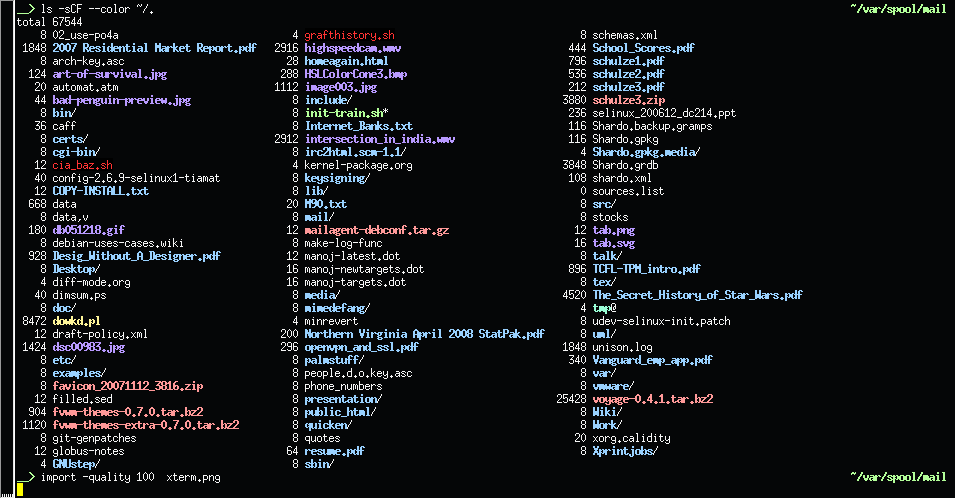 __> ls -sCF --color ~/. ~/var/spool/mail
total 67544
8 02_use-po4a 4 grafthistory.sh 8 schemas.xml
1848 2007 Residential Market Report.pdf 2916 highspeedcam.wmv 444 School_Scores.pdf
8 arch-key.asc 28 homeagain.html 796 schulze1.pdf
124 art-of-survival.jpg 288 HSLColorCone3.bmp 536 schulze2.pdf
20 automat.atm 1112 image003.jpg 212 schulze3.pdf
44 bad-penguin-preview.jpg 8 include/ 3880 schulze3.zip
8 bin/ 8 init-train.sh* 236 selinux_200612_dc214.ppt
36 caff 8 Internet_Banks.txt 116 Shardo.backup.gramps
8 certs/ 2912 intersection_in_india.wmv 116 Shardo.gpkg
8 cgi-bin/ 8 irc2html.scm-1.1/ 4 Shardo.gpkg.media/
12 cia_baz.sh 4 kernel-package.org 3848 Shardo.grdb
40 config-2.6.9-selinux1-tiamat 8 keysigning/ 108 shardo.xml
12 COPY-INSTALL.txt 8 lib/ 0 sources.list
668 data 20 M90.txt 8 src/
8 data,v 8 mail/ 8 stocks
180 db051218.gif 12 mailagent-debconf.tar.gz 12 tab.png
8 debian-uses-cases.wiki 8 make-log-func 16 tab.svg
928 Desig_Without_A_Designer.pdf 12 manoj-latest.dot 8 talk/
8 Desktop/ 16 manoj-newtargets.dot 896 TCFL-TPM_intro.pdf
4 diff-mode.org 16 manoj-targets.dot 8 tex/
40 dimsum.ps 8 media/ 4520 The_Secret_History_of_Star_Wars.pdf
8 doc/ 8 mimedefang/ 4 tmp@
8472 dowkd.pl 4 minrevert 8 udev-selinux-init.patch
12 draft-policy.xml 200 Northern Virginia April 2008 StatPak.pdf 8 uml/
1424 dsc00983.jpg 296 openvpn_and_ssl.pdf 1848 unison.log
8 etc/ 8 palmstuff/ 340 Vanguard_emp_app.pdf
8 examples/ 8 people.d.o.key.asc 8 var/
8 favicon_20071112_3816.zip 8 phone_numbers 8 vmware/
12 filled.sed 8 presentation/ 25428 voyage-0.4.1.tar.bz2
904 fvwm-themes-0.7.0.tar.bz2 8 public_html/ 8 Wiki/
1120 fvwm-themes-extra-0.7.0.tar.bz2 8 quicken/ 8 Work/
8 git-genpatches 8 quotes 20 xorg.calidity
12 globus-notes 64 resume.pdf 8 Xprintjobs/
4 GNUstep/ 8 sbin/
__> import -quality 100 xterm.png ~/var/spool/mail